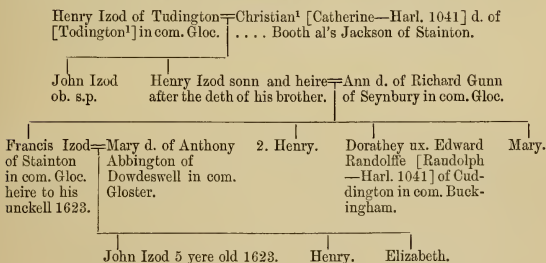 Henry Izod of Tudington=Christian¹ [Catherine—Harl. 1041] d. of
[Todington¹] in com. Gloc. .... Booth al's Jackson of Stainton.
John Izod Henry Izod sonn and heire=Ann d. of Richard Gunn
ob. s.p. after the deth of his brother. of Seynbury in com. Gloc.
Francis Izod=Mary d. of Anthony 2. Henry. Dorathey ux. Edward Mary.
of Stainton Abbington of Randolffe [Randolph
in com. Gloc. Dowdeswell in com. —Harl. 1041] of Cud-
heire to his Gloster. dington in com. Buck-
unckell 1623. ingham.
John Izod 5 yere old 1623. Henry. Elizabeth.